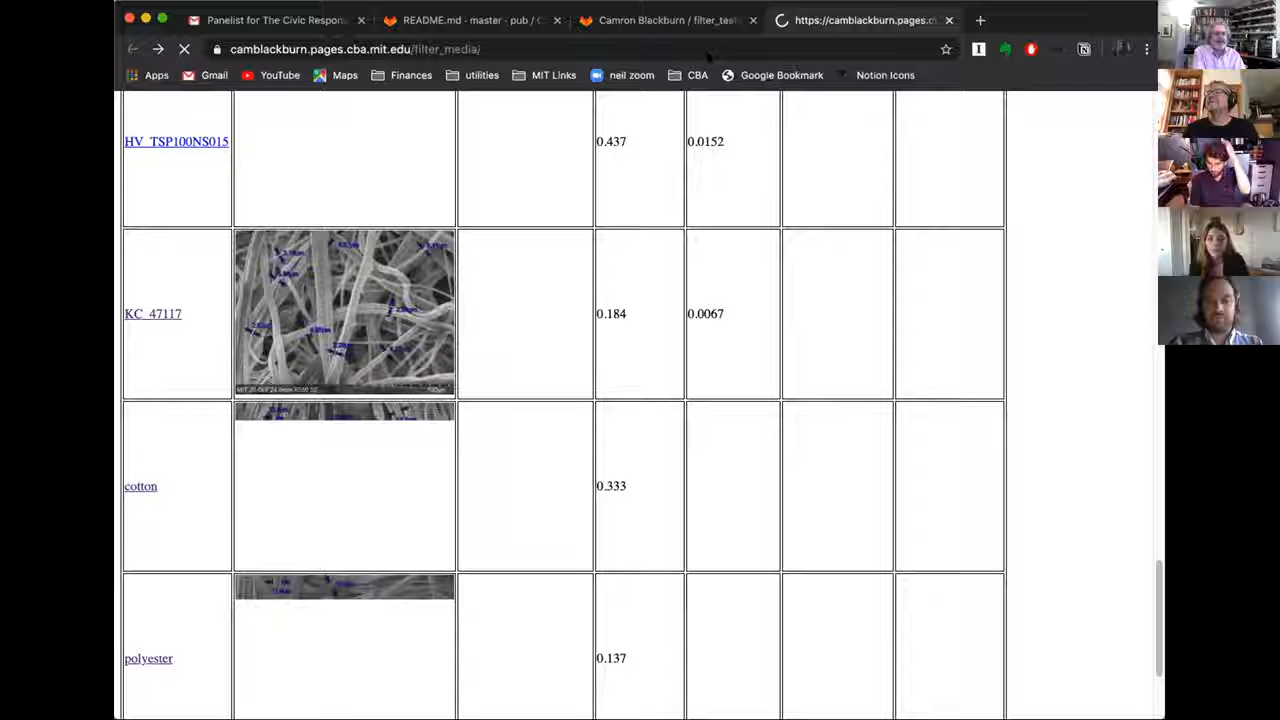 Panelist for The Civic Respon
README.md - master - pub / C
Camron Blackburn / filter_test
https://camblackburn.pages.c
camblackburn.pages.cba.mit.edu/filter_media/
Apps
Gmail
YouTube
Maps
Finances
utilities
MIT Links
neil zoom
CBA
Google Bookmark
Notion Icons
HV_TSP100NS015
0.437
0.0152
KC_47117
0.184
0.0067
cotton
0.333
polyester
0.137